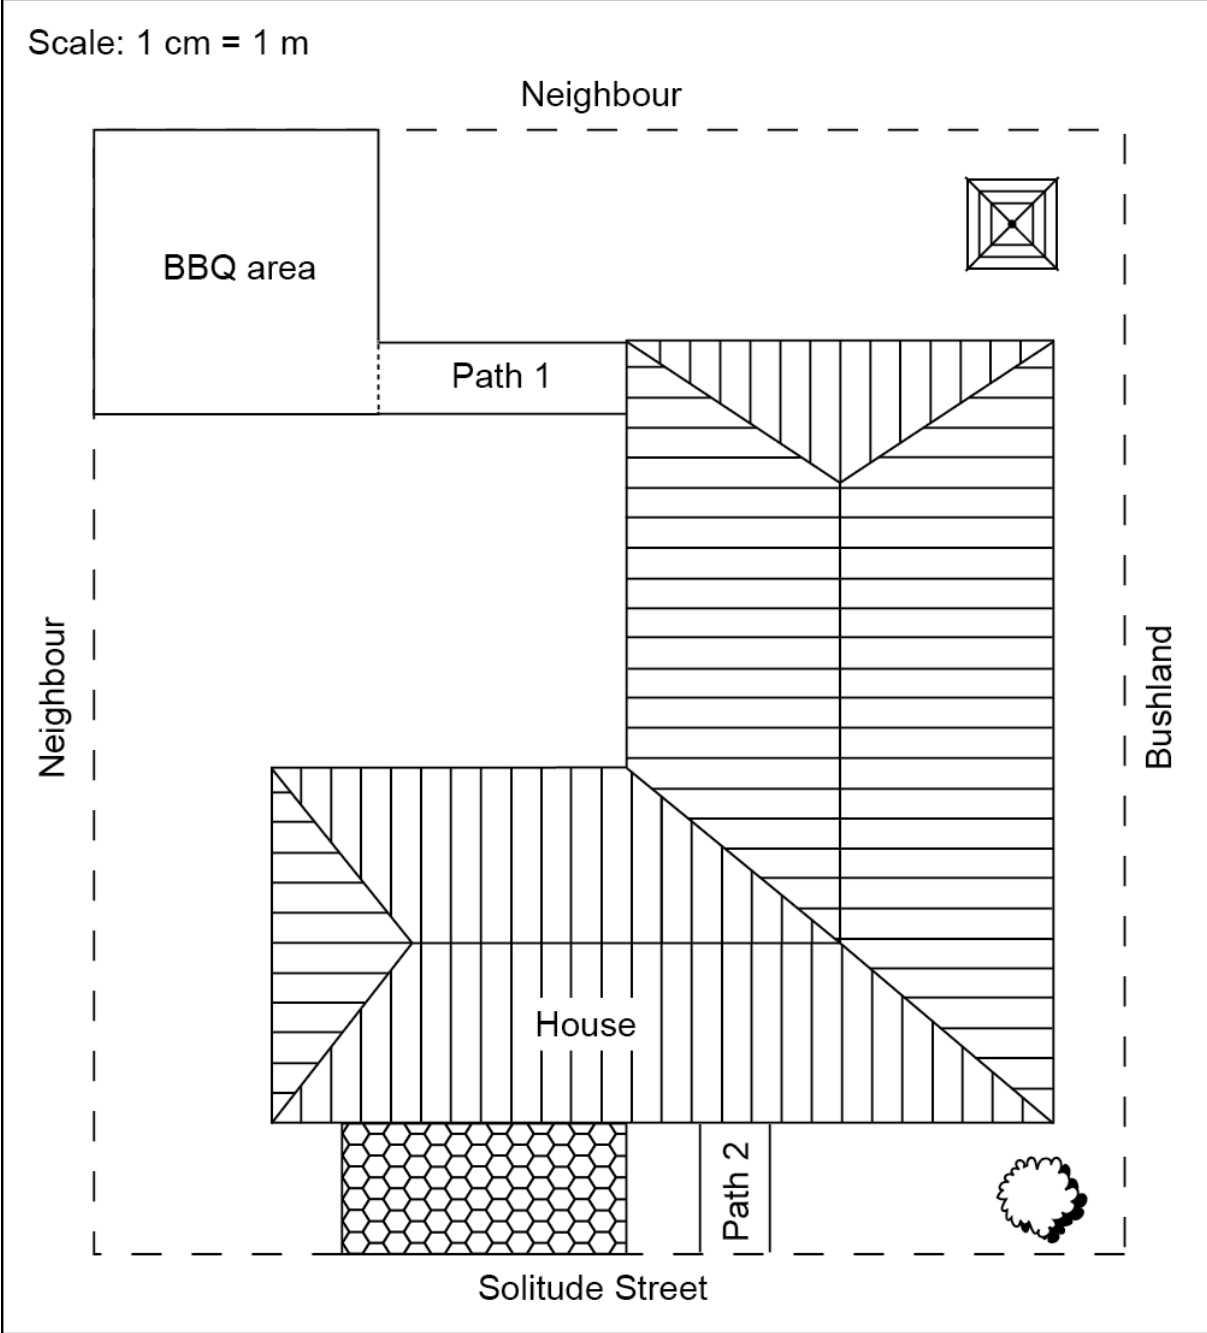 Scale: 1 cm = 1 m
Neighbour
BBQ area
Path 1
Neighbour
Bushland
House
Path 2
Solitude Street